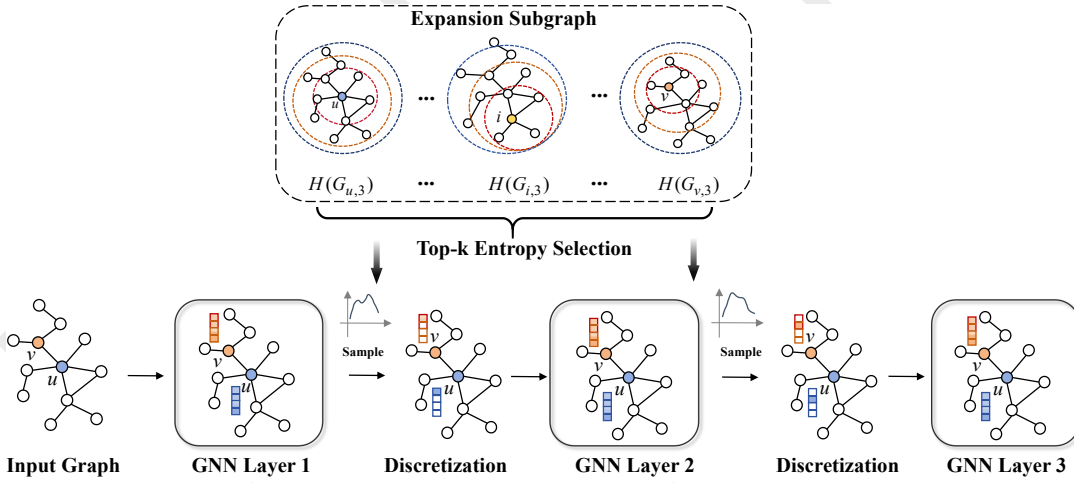 Expansion Subgraph
u
...
i
...
v
H(G_{u,3})
...
H(G_{i,3})
...
H(G_{v,3})
Top-k Entropy Selection
v
u
v
u
Sample
v
u
v
u
Sample
v
u
v
u
Input Graph
GNN Layer 1
Discretization
GNN Layer 2
Discretization
GNN Layer 3